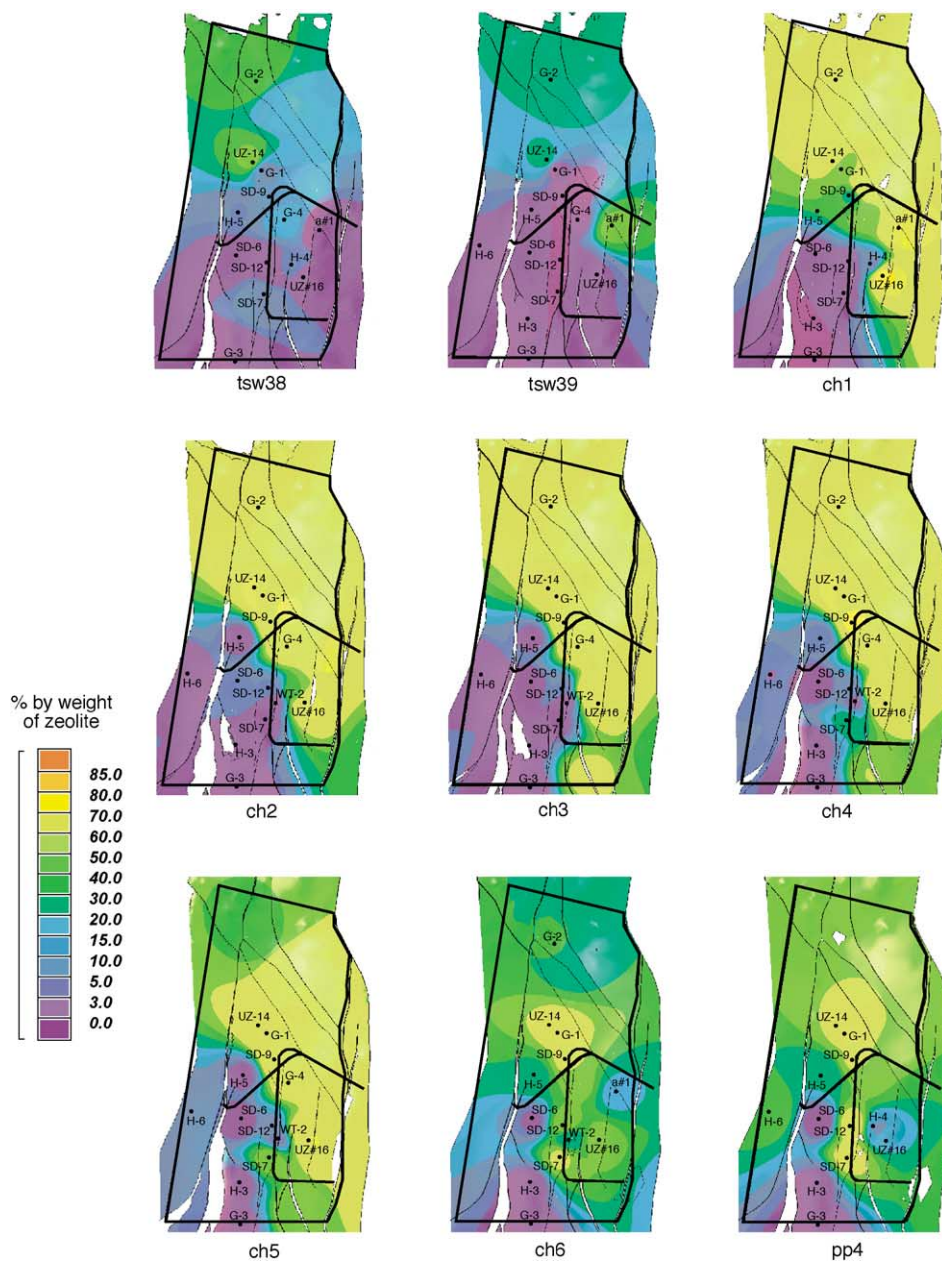 G-2
UZ-14
G-1
SD-9
G-4
H-5
a#1
SD-6
H-4
SD-12
UZ#16
SD-7
G-3
tsw38
G-2
UZ-14
G-1
SD-9
H-5
G-4
a#1
H-6
SD-6
SD-12
UZ#16
SD-7
H-3
G-3
tsw39
G-2
UZ-14
G-1
SD-9
H-5
a#1
SD-6
H-4
SD-12
UZ#16
SD-7
H-3
G-3
ch1
G-2
UZ-14
G-1
SD-9
H-5
G-4
H-6
SD-6
SD-12
WT-2
UZ#16
SD-7
H-3
G-3
ch2
G-2
UZ-14
G-1
SD-9
H-5
G-4
H-6
SD-6
SD-12
WT-2
UZ#16
SD-7
H-3
G-3
ch3
G-2
UZ-14
G-1
SD-9
H-5
G-4
H-6
SD-6
SD-12
WT-2
UZ#16
SD-7
H-3
G-3
ch4
% by weight
of zeolite
85.0
80.0
70.0
60.0
50.0
40.0
30.0
20.0
15.0
10.0
5.0
3.0
0.0
UZ-14
G-1
SD-9
H-5
G-4
H-6
SD-6
SD-12
WT-2
UZ#16
SD-7
H-3
G-3
ch5
G-2
UZ-14
G-1
SD-9
H-5
a#1
SD-6
SD-12
WT-2
UZ#16
SD-7
H-3
G-3
ch6
UZ-14
G-1
SD-9
H-5
H-6
SD-6
H-4
SD-12
UZ#16
SD-7
H-3
G-3
pp4